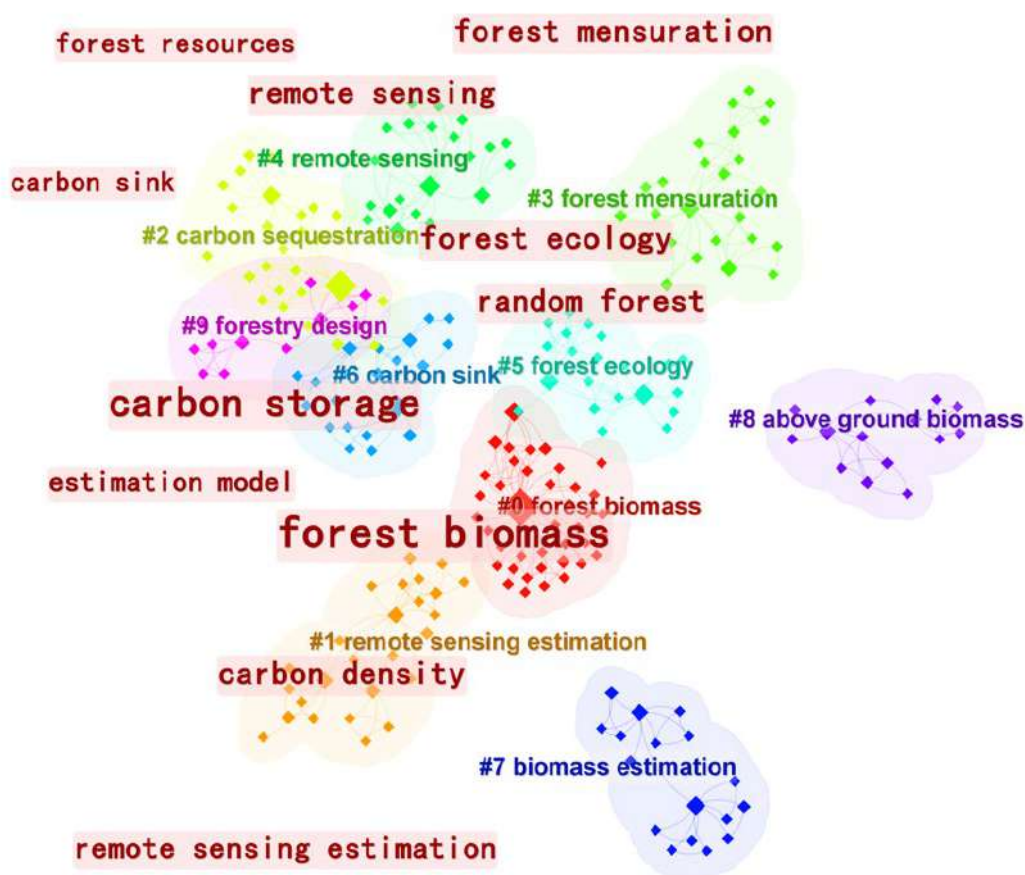 forest mensuration
forest resources
remote sensing
#4 remote sensing
carbon sink
#3 forest mensuration
#2 carbon sequestration
forest ecology
random forest
#9 forestry design
#5 forest ecology
#6 carbon sink
carbon storage
#8 above ground biomass
estimation model
#0 forest biomass
forest biomass
#1 remote sensing estimation
carbon density
#7 biomass estimation
remote sensing estimation